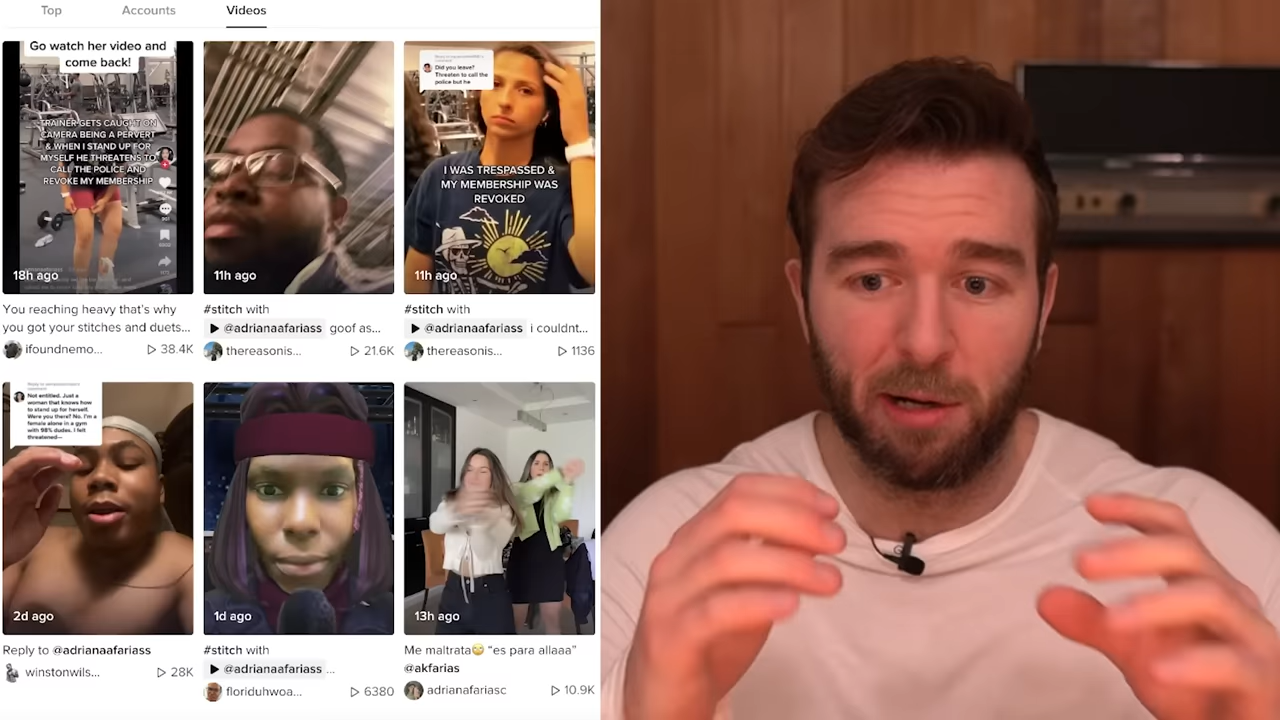 Top
Accounts
Videos
Go watch her video and
come back!
TRAINER GETS CAUGHT ON
CAMERA BEING A PERVERT
& WHEN I STAND UP FOR
MYSELF HE THREATENS TO
CALL THE POLICE AND
REVOKE MY MEMBERSHIP
18h ago
You reaching heavy that's why
you got your stitches and duets...
ifoundnemo...
38.4K
11h ago
#stitch with
@adrianaafariass goof as...
thereasonis...
21.6K
Did you leave?
Threaten to call the
police but he
I WAS TRESPASSED &
MY MEMBERSHIP WAS
REVOKED
11h ago
#stitch with
@adrianaafariass i couldnt...
thereasonis...
1136
Not entitled. Just a
woman that knows how
to stand up for herself.
Were you there? No. I'm a
female alone in a gym
with 98% dudes. I felt
threatened—
2d ago
Reply to @adrianaafariass
winstonwils...
28K
1d ago
#stitch with
@adrianaafariass ...
floriduhwoa...
6380
13h ago
Me maltrata🙄 “es para allaaa”
@akfarias
adrianafariasc
10.9K